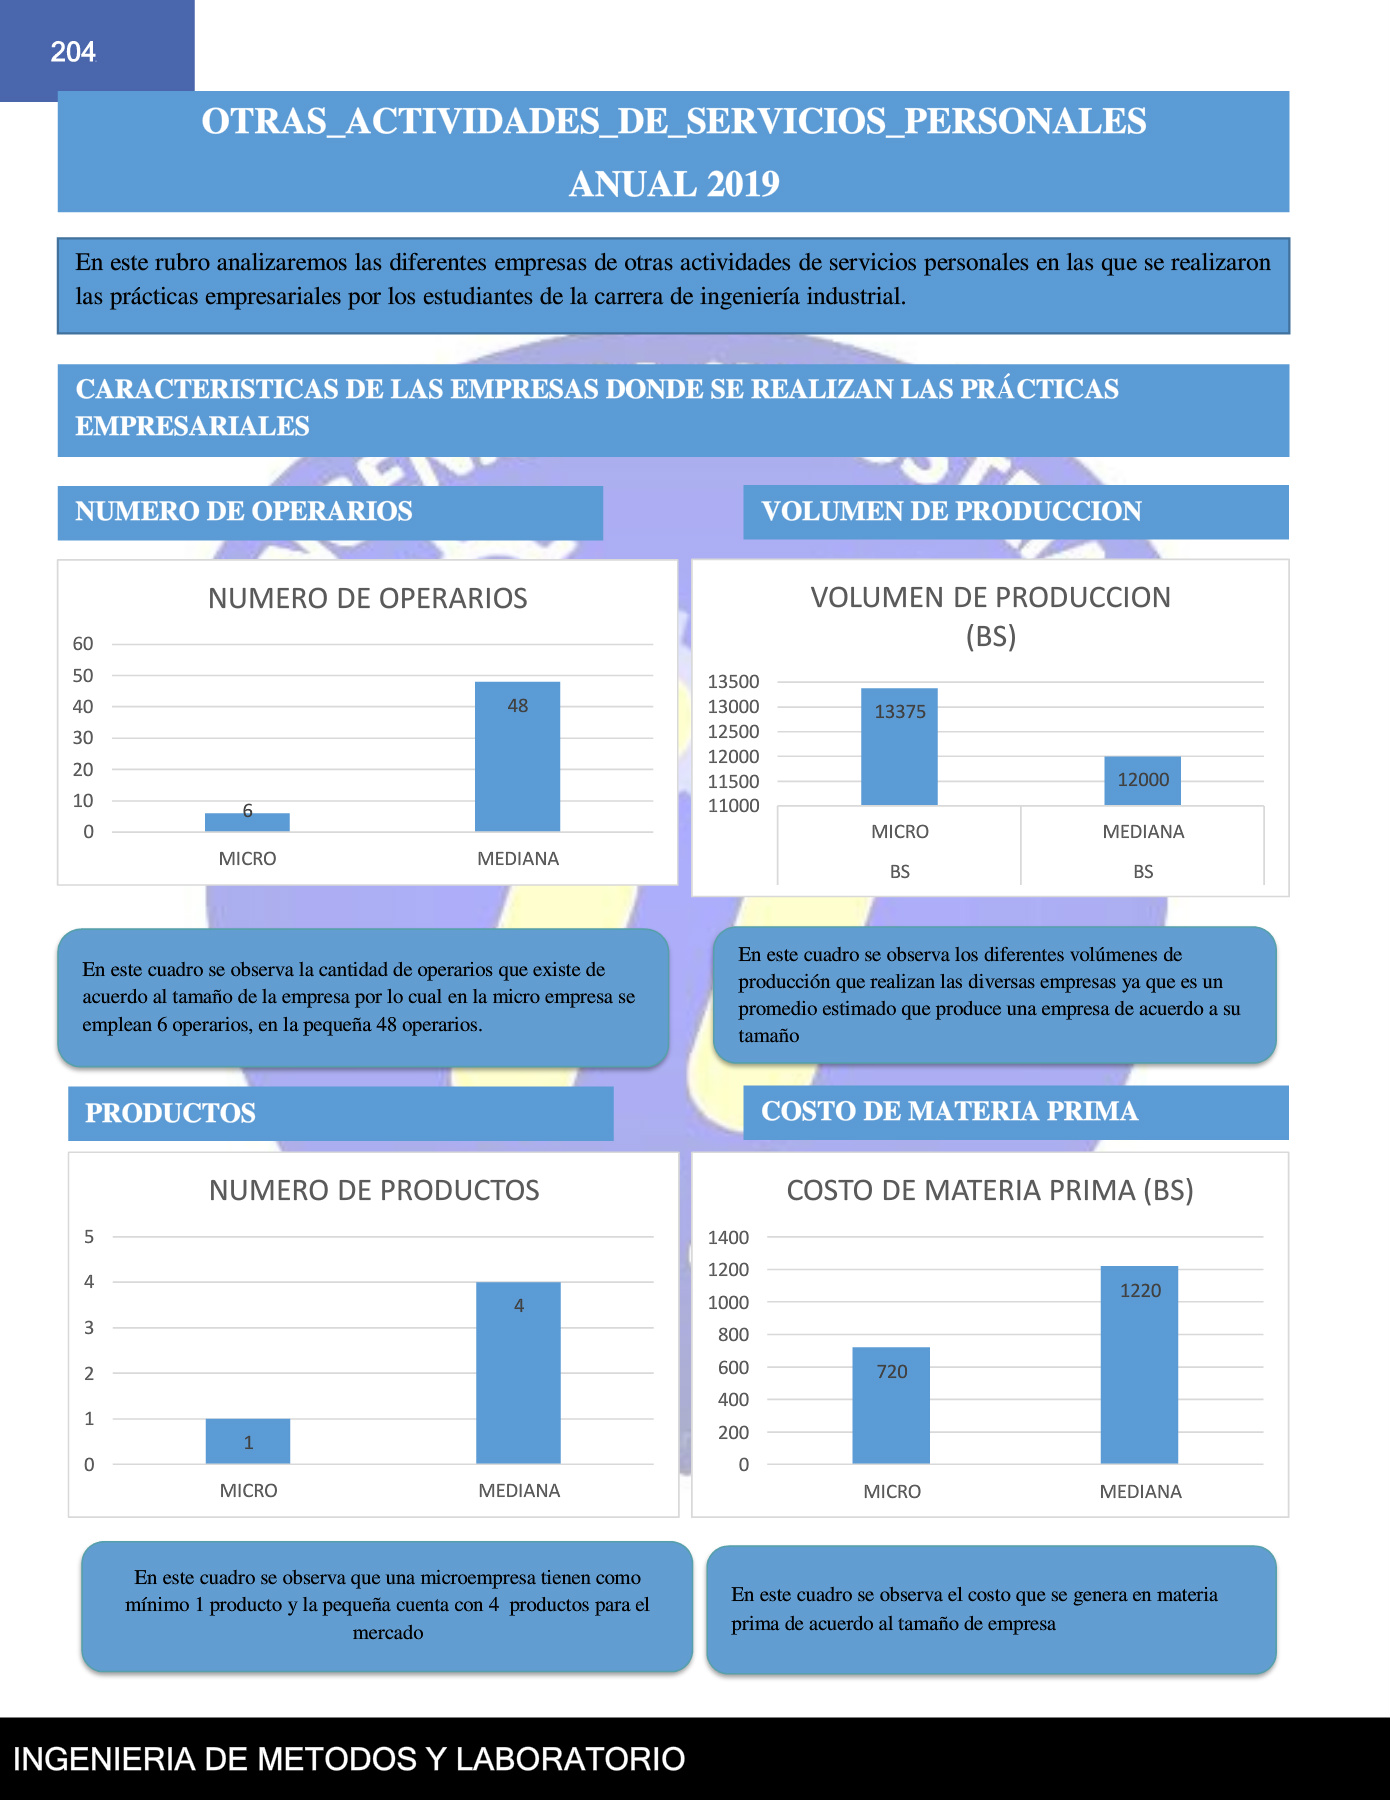 204
OTRAS_ACTIVIDADES_DE_SERVICIOS_PERSONALES
ANUAL 2019
En este rubro analizaremos las diferentes empresas de otras actividades de servicios personales en las que se realizaron
las prácticas empresariales por los estudiantes de la carrera de ingeniería industrial.
CARACTERISTICAS DE LAS EMPRESAS DONDE SE REALIZAN LAS PRÁCTICAS
EMPRESARIALES
NUMERO DE OPERARIOS
NUMERO DE OPERARIOS
60
50
40
30
20
10
0
6
48
MICRO
MEDIANA
En este cuadro se observa la cantidad de operarios que existe de
acuerdo al tamaño de la empresa por lo cual en la micro empresa se
emplean 6 operarios, en la pequeña 48 operarios.
VOLUMEN DE PRODUCCION
VOLUMEN DE PRODUCCION
(BS)
13500
13000
12500
12000
11500
11000
13375
12000
MICRO
MEDIANA
BS
BS
En este cuadro se observa los diferentes volúmenes de
producción que realizan las diversas empresas ya que es un
promedio estimado que produce una empresa de acuerdo a su
tamaño
PRODUCTOS
NUMERO DE PRODUCTOS
5
4
3
2
1
0
1
4
MICRO
MEDIANA
En este cuadro se observa que una microempresa tienen como
mínimo 1 producto y la pequeña cuenta con 4 productos para el
mercado
COSTO DE MATERIA PRIMA
COSTO DE MATERIA PRIMA (BS)
1400
1200
1000
800
600
400
200
0
720
1220
MICRO
MEDIANA
En este cuadro se observa el costo que se genera en materia
prima de acuerdo al tamaño de empresa
INGENIERIA DE METODOS Y LABORATORIO